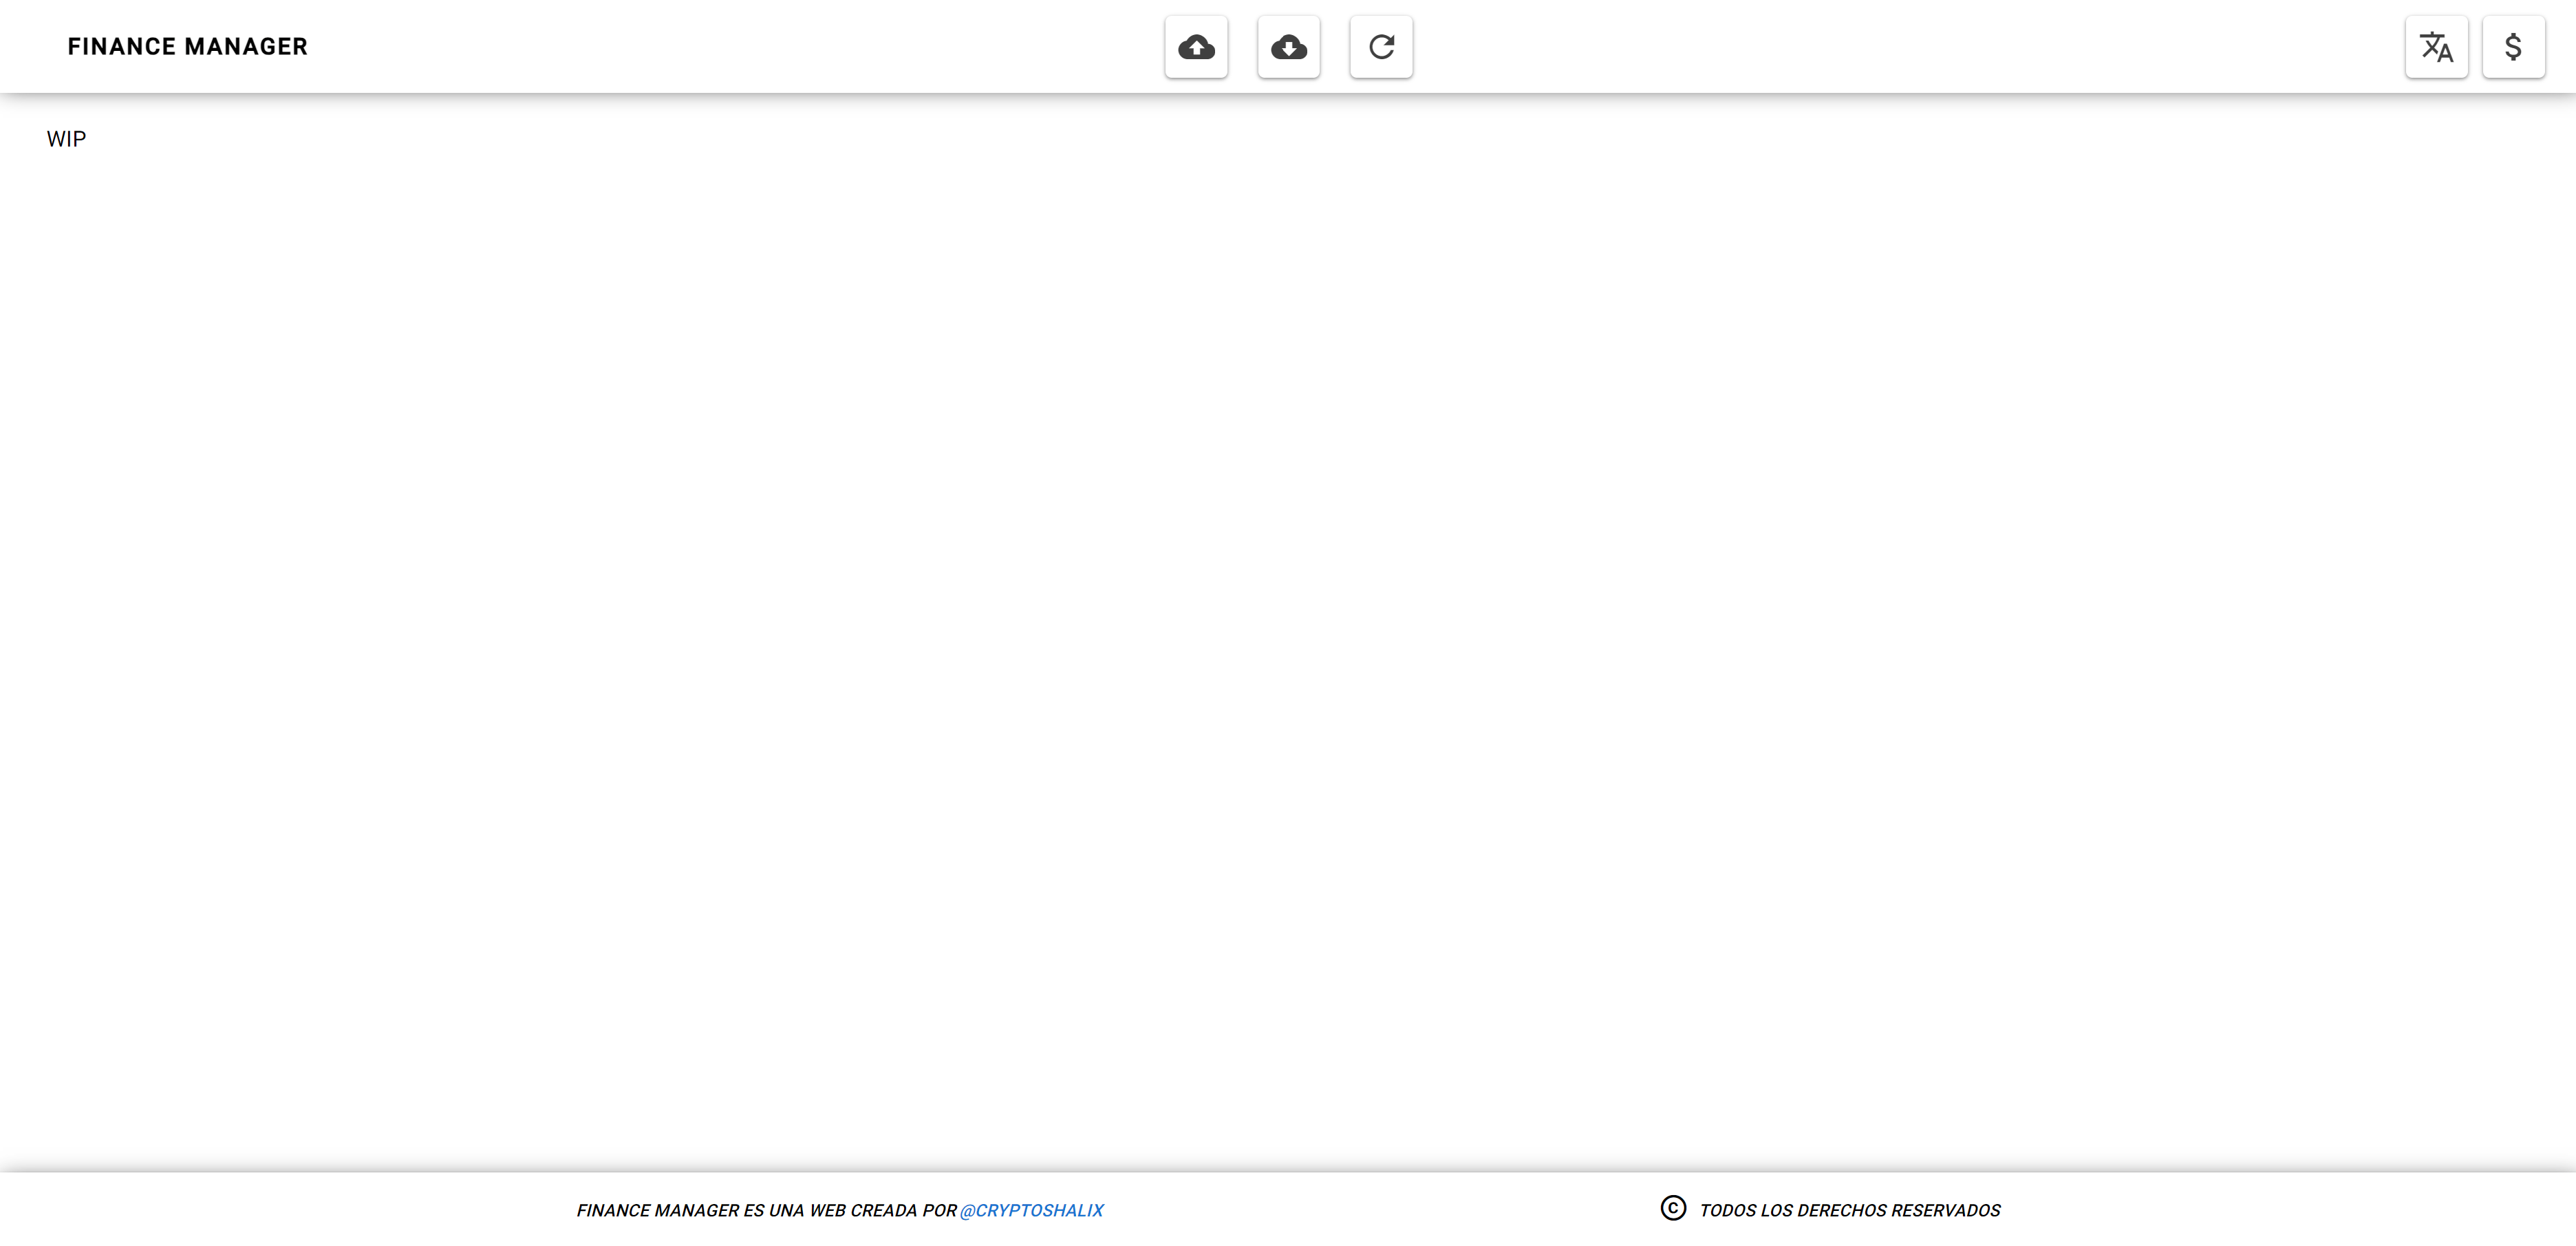 FINANCE MANAGER
WIP
FINANCE MANAGER ES UNA WEB CREADA POR @CRYPTOSHALIX
© TODOS LOS DERECHOS RESERVADOS